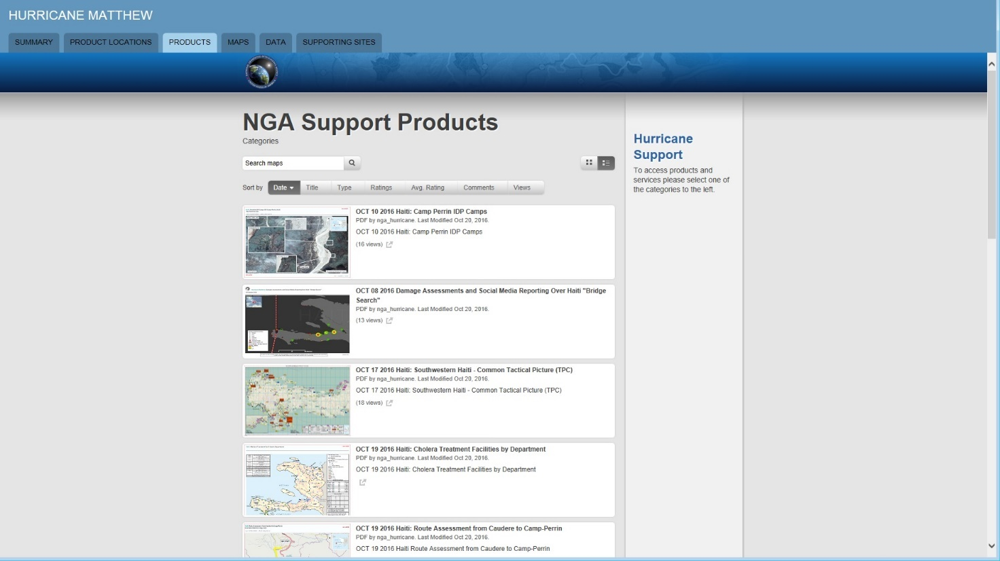 HURRICANE MATTHEW
SUMMARY
PRODUCT LOCATIONS
PRODUCTS
MAPS
DATA
SUPPORTING SITES
NGA Support Products
Categories
Search maps
Sort by
Date
Title
Type
Ratings
Avg. Rating
Comments
Views
OCT 10 2016 Haiti: Camp Perrin IDP Camps
PDF by nga_hurricane. Last Modified Oct 20, 2016.
OCT 10 2016 Haiti: Camp Perrin IDP Camps
(16 views)
OCT 08 2016 Damage Assessments and Social Media Reporting Over Haiti "Bridge
Search"
PDF by nga_hurricane. Last Modified Oct 20, 2016.
(13 views)
OCT 17 2016 Haiti: Southwestern Haiti - Common Tactical Picture (TPC)
PDF by nga_hurricane. Last Modified Oct 20, 2016.
OCT 17 2016 Haiti: Southwestern Haiti - Common Tactical Picture (TPC)
(18 views)
OCT 19 2016 Haiti: Cholera Treatment Facilities by Department
PDF by nga_hurricane. Last Modified Oct 20, 2016.
OCT 19 2016 Haiti: Cholera Treatment Facilities by Department
OCT 19 2016 Haiti: Route Assessment from Caudere to Camp-Perrin
PDF by nga_hurricane. Last Modified Oct 20, 2016.
OCT 19 2016 Haiti Route Assessment from Caudere to Camp-Perrin
Hurricane
Support
To access products and
services please select one of
the categories to the left.